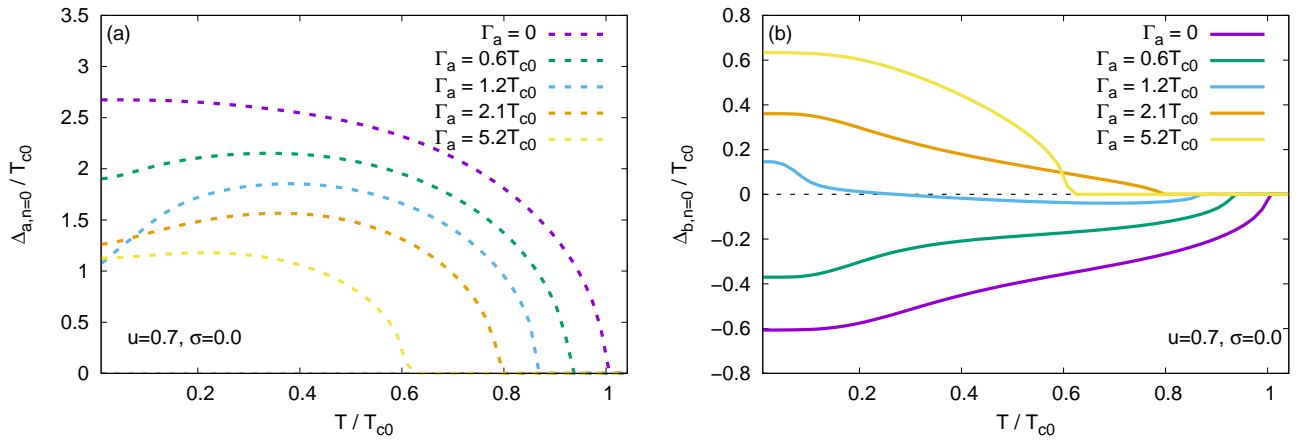 (a)
Γa = 0
Γa = 0.6Tc0
Γa = 1.2Tc0
Γa = 2.1Tc0
Γa = 5.2Tc0
u=0.7, σ=0.0
3.5
3
2.5
2
1.5
1
0.5
0
0.2
0.4
0.6
0.8
1
Δa,n=0 / Tc0
T / Tc0
(b)
Γa = 0
Γa = 0.6Tc0
Γa = 1.2Tc0
Γa = 2.1Tc0
Γa = 5.2Tc0
u=0.7, σ=0.0
0.8
0.6
0.4
0.2
0
−0.2
−0.4
−0.6
−0.8
0.2
0.4
0.6
0.8
1
Δb,n=0 / Tc0
T / Tc0